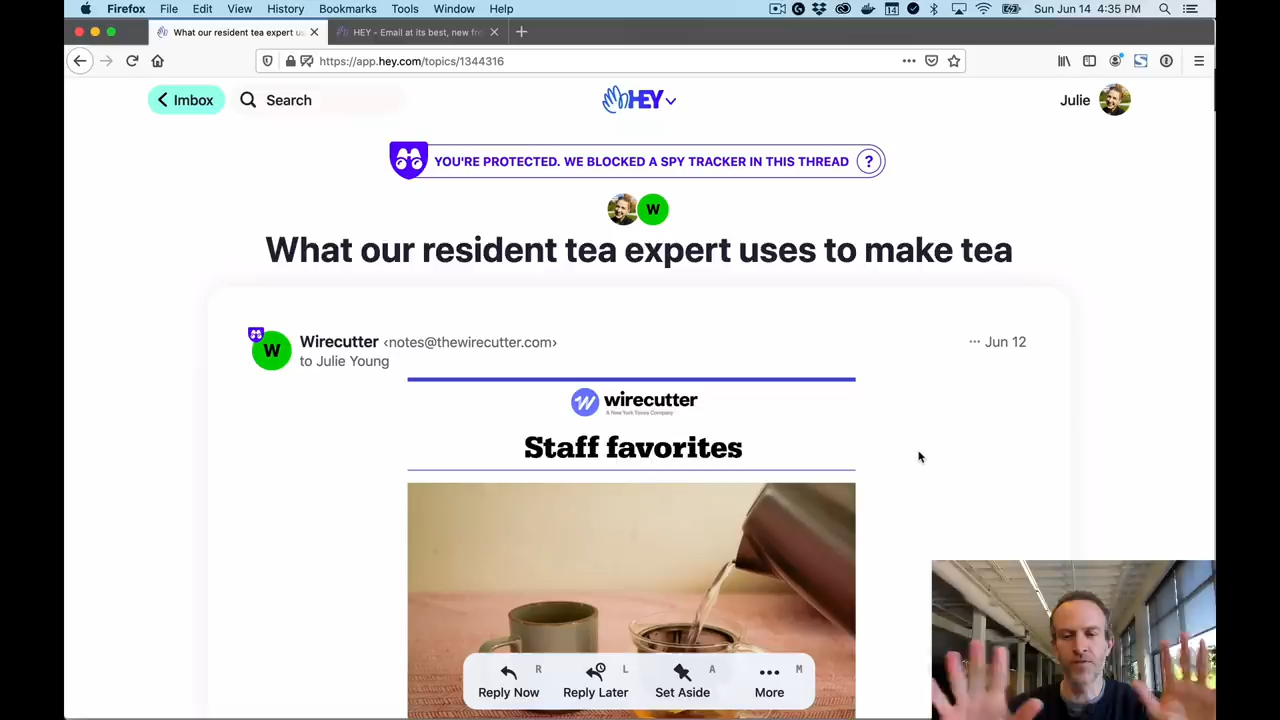 Firefox File Edit View History Bookmarks Tools Window Help 14 Sun Jun 14 4:35 PM
What our resident tea expert us HEY - Email at its best, new fre
https://app.hey.com/topics/1344316
Imbox Search HEY Julie
YOU'RE PROTECTED. WE BLOCKED A SPY TRACKER IN THIS THREAD ?
W
What our resident tea expert uses to make tea
W Wirecutter <notes@thewirecutter.com> Jun 12
to Julie Young
wirecutter
A New York Times Company
Staff favorites
R L A M
Reply Now Reply Later Set Aside More